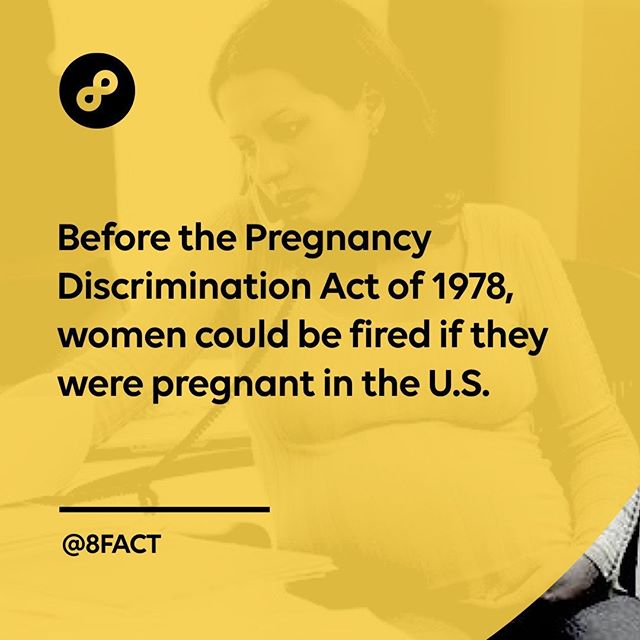 Before the Pregnancy
Discrimination Act of 1978,
women could be fired if they
were pregnant in the U.S.
@8FACT